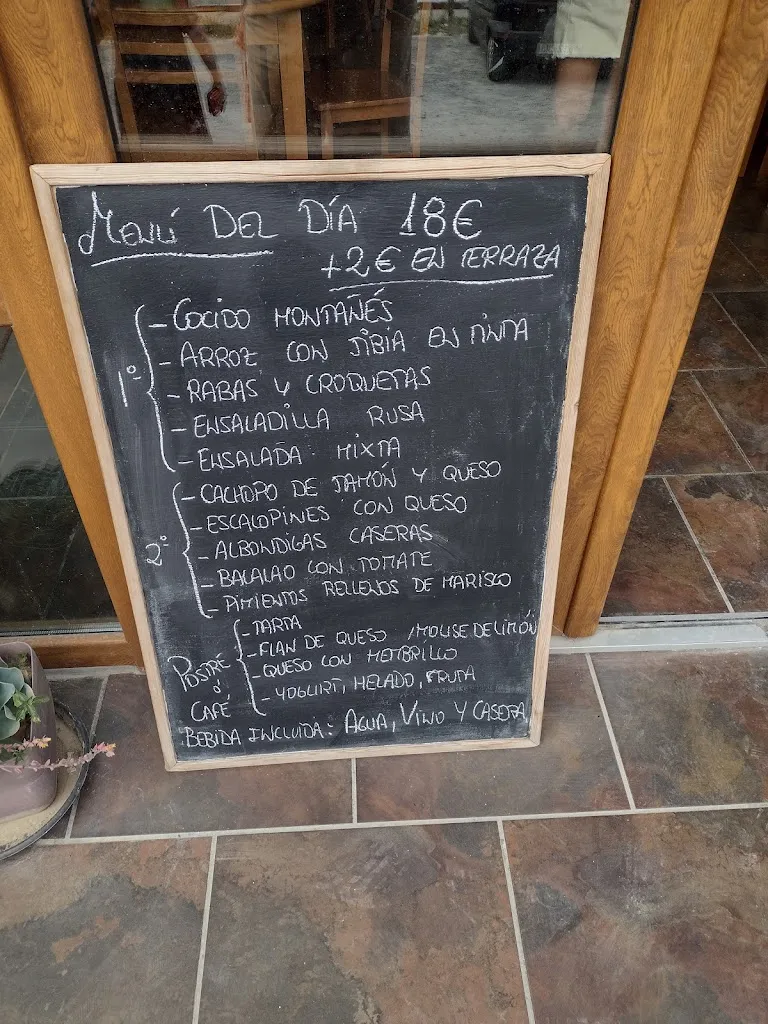 MENÚ DEL DÍA 18€
+2€ EN TERRAZA
1º
- COCIDO MONTAÑÉS
- ARROZ CON JIBIA EN TINTA
- RABAS Y CROQUETAS
- ENSALADILLA RUSA
- ENSALADA MIXTA
2º
- CACHOPO DE JAMÓN Y QUESO
- ESCALOPINES CON QUESO
- ALBONDIGAS CASERAS
- BACALAO CON TOMATE
- PIMIENTOS RELLENOS DE MARISCO
POSTRE ó CAFÉ
- TARTA
- FLAN DE QUESO / MOUSE DE LIMÓN
- QUESO CON MEMBRILLO
- YOGURT, HELADO, FRUTA
BEBIDA INCLUIDA: AGUA, VINO Y CASERA